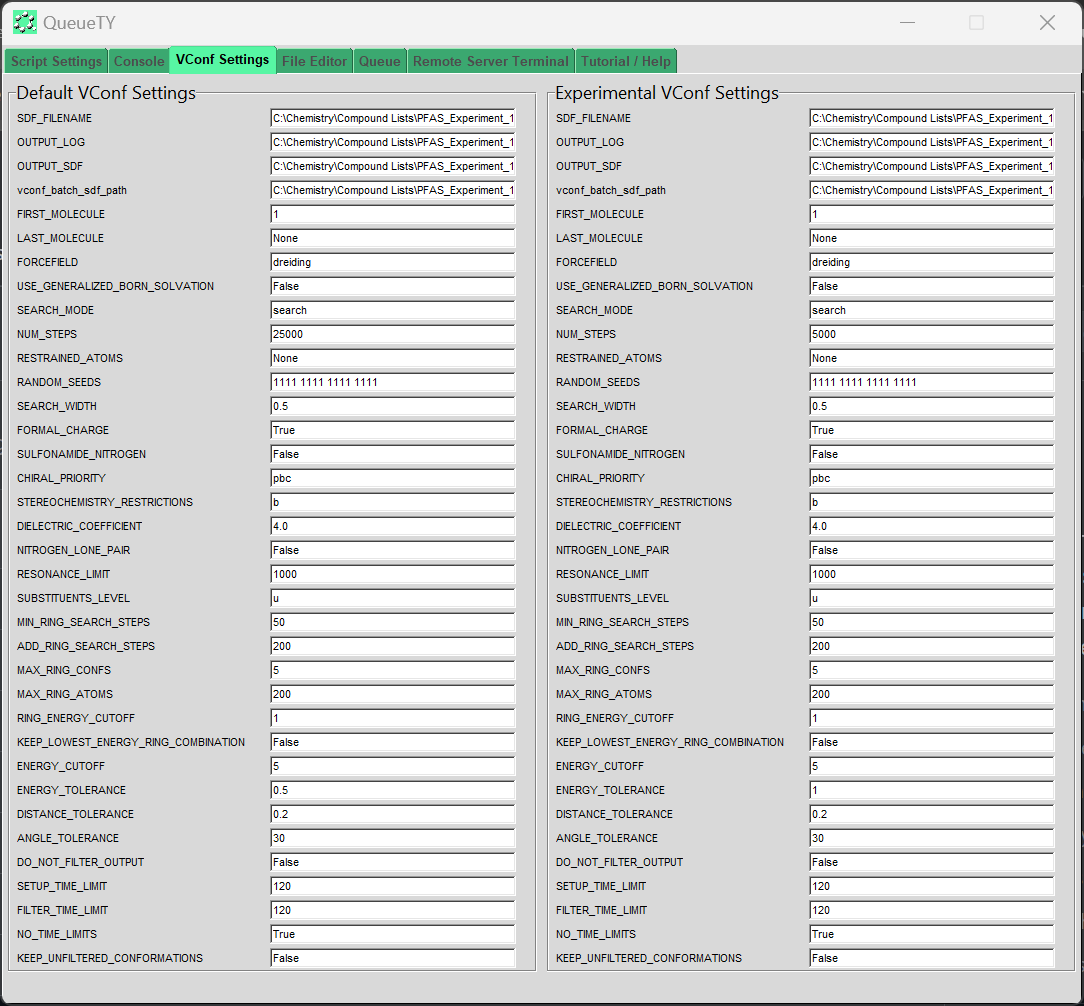 QueueTY
Script Settings Console VConf Settings File Editor Queue Remote Server Terminal Tutorial / Help
Default VConf Settings
SDF_FILENAME C:\Chemistry\Compound Lists\PFAS_Experiment_1
OUTPUT_LOG C:\Chemistry\Compound Lists\PFAS_Experiment_1
OUTPUT_SDF C:\Chemistry\Compound Lists\PFAS_Experiment_1
vconf_batch_sdf_path C:\Chemistry\Compound Lists\PFAS_Experiment_1
FIRST_MOLECULE 1
LAST_MOLECULE None
FORCEFIELD dreiding
USE_GENERALIZED_BORN_SOLVATION False
SEARCH_MODE search
NUM_STEPS 25000
RESTRAINED_ATOMS None
RANDOM_SEEDS 1111 1111 1111 1111
SEARCH_WIDTH 0.5
FORMAL_CHARGE True
SULFONAMIDE_NITROGEN False
CHIRAL_PRIORITY pbc
STEREOCHEMISTRY_RESTRICTIONS b
DIELECTRIC_COEFFICIENT 4.0
NITROGEN_LONE_PAIR False
RESONANCE_LIMIT 1000
SUBSTITUENTS_LEVEL u
MIN_RING_SEARCH_STEPS 50
ADD_RING_SEARCH_STEPS 200
MAX_RING_CONFS 5
MAX_RING_ATOMS 200
RING_ENERGY_CUTOFF 1
KEEP_LOWEST_ENERGY_RING_COMBINATION False
ENERGY_CUTOFF 5
ENERGY_TOLERANCE 0.5
DISTANCE_TOLERANCE 0.2
ANGLE_TOLERANCE 30
DO_NOT_FILTER_OUTPUT False
SETUP_TIME_LIMIT 120
FILTER_TIME_LIMIT 120
NO_TIME_LIMITS True
KEEP_UNFILTERED_CONFORMATIONS False
Experimental VConf Settings
SDF_FILENAME C:\Chemistry\Compound Lists\PFAS_Experiment_1
OUTPUT_LOG C:\Chemistry\Compound Lists\PFAS_Experiment_1
OUTPUT_SDF C:\Chemistry\Compound Lists\PFAS_Experiment_1
vconf_batch_sdf_path C:\Chemistry\Compound Lists\PFAS_Experiment_1
FIRST_MOLECULE 1
LAST_MOLECULE None
FORCEFIELD dreiding
USE_GENERALIZED_BORN_SOLVATION False
SEARCH_MODE search
NUM_STEPS 5000
RESTRAINED_ATOMS None
RANDOM_SEEDS 1111 1111 1111 1111
SEARCH_WIDTH 0.5
FORMAL_CHARGE True
SULFONAMIDE_NITROGEN False
CHIRAL_PRIORITY pbc
STEREOCHEMISTRY_RESTRICTIONS b
DIELECTRIC_COEFFICIENT 4.0
NITROGEN_LONE_PAIR False
RESONANCE_LIMIT 1000
SUBSTITUENTS_LEVEL u
MIN_RING_SEARCH_STEPS 50
ADD_RING_SEARCH_STEPS 200
MAX_RING_CONFS 5
MAX_RING_ATOMS 200
RING_ENERGY_CUTOFF 1
KEEP_LOWEST_ENERGY_RING_COMBINATION False
ENERGY_CUTOFF 5
ENERGY_TOLERANCE 1
DISTANCE_TOLERANCE 0.2
ANGLE_TOLERANCE 30
DO_NOT_FILTER_OUTPUT False
SETUP_TIME_LIMIT 120
FILTER_TIME_LIMIT 120
NO_TIME_LIMITS True
KEEP_UNFILTERED_CONFORMATIONS False